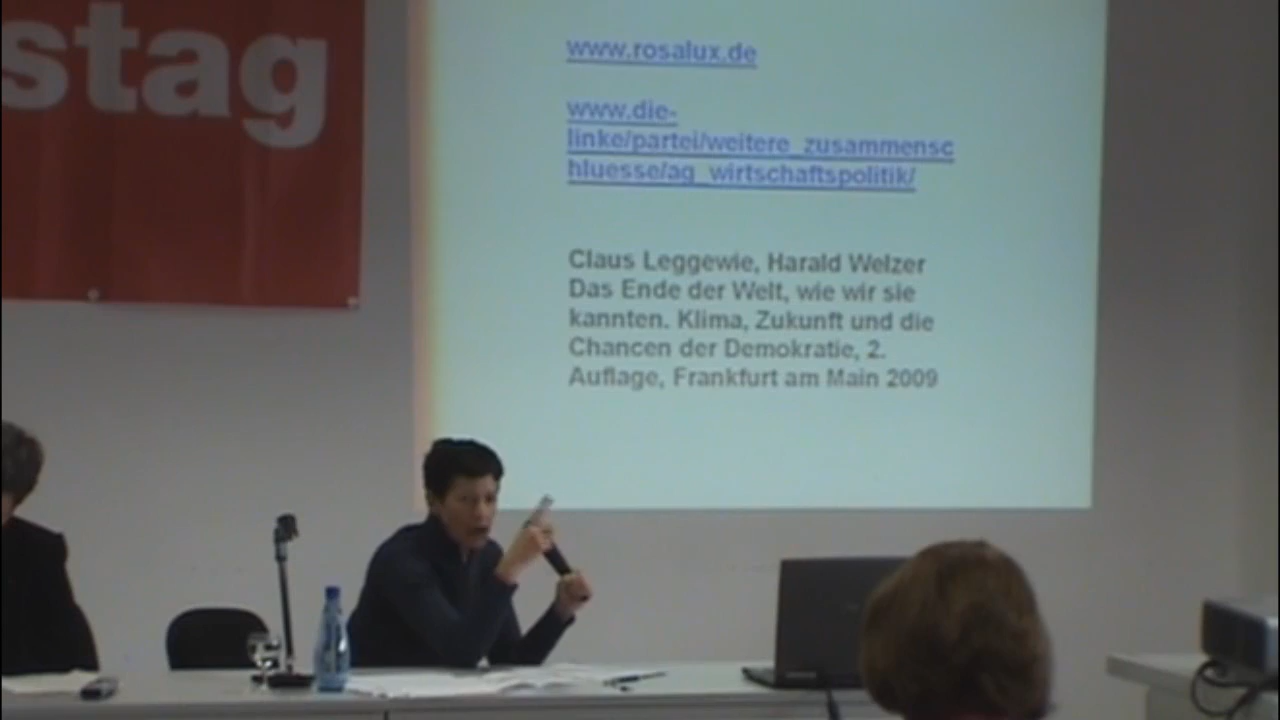 stag
www.rosalux.de
www.die-
linke/partei/weitere_zusammensc
hluesse/ag_wirtschaftspolitik/
Claus Leggewie, Harald Welzer
Das Ende der Welt, wie wir sie
kannten. Klima, Zukunft und die
Chancen der Demokratie, 2.
Auflage, Frankfurt am Main 2009